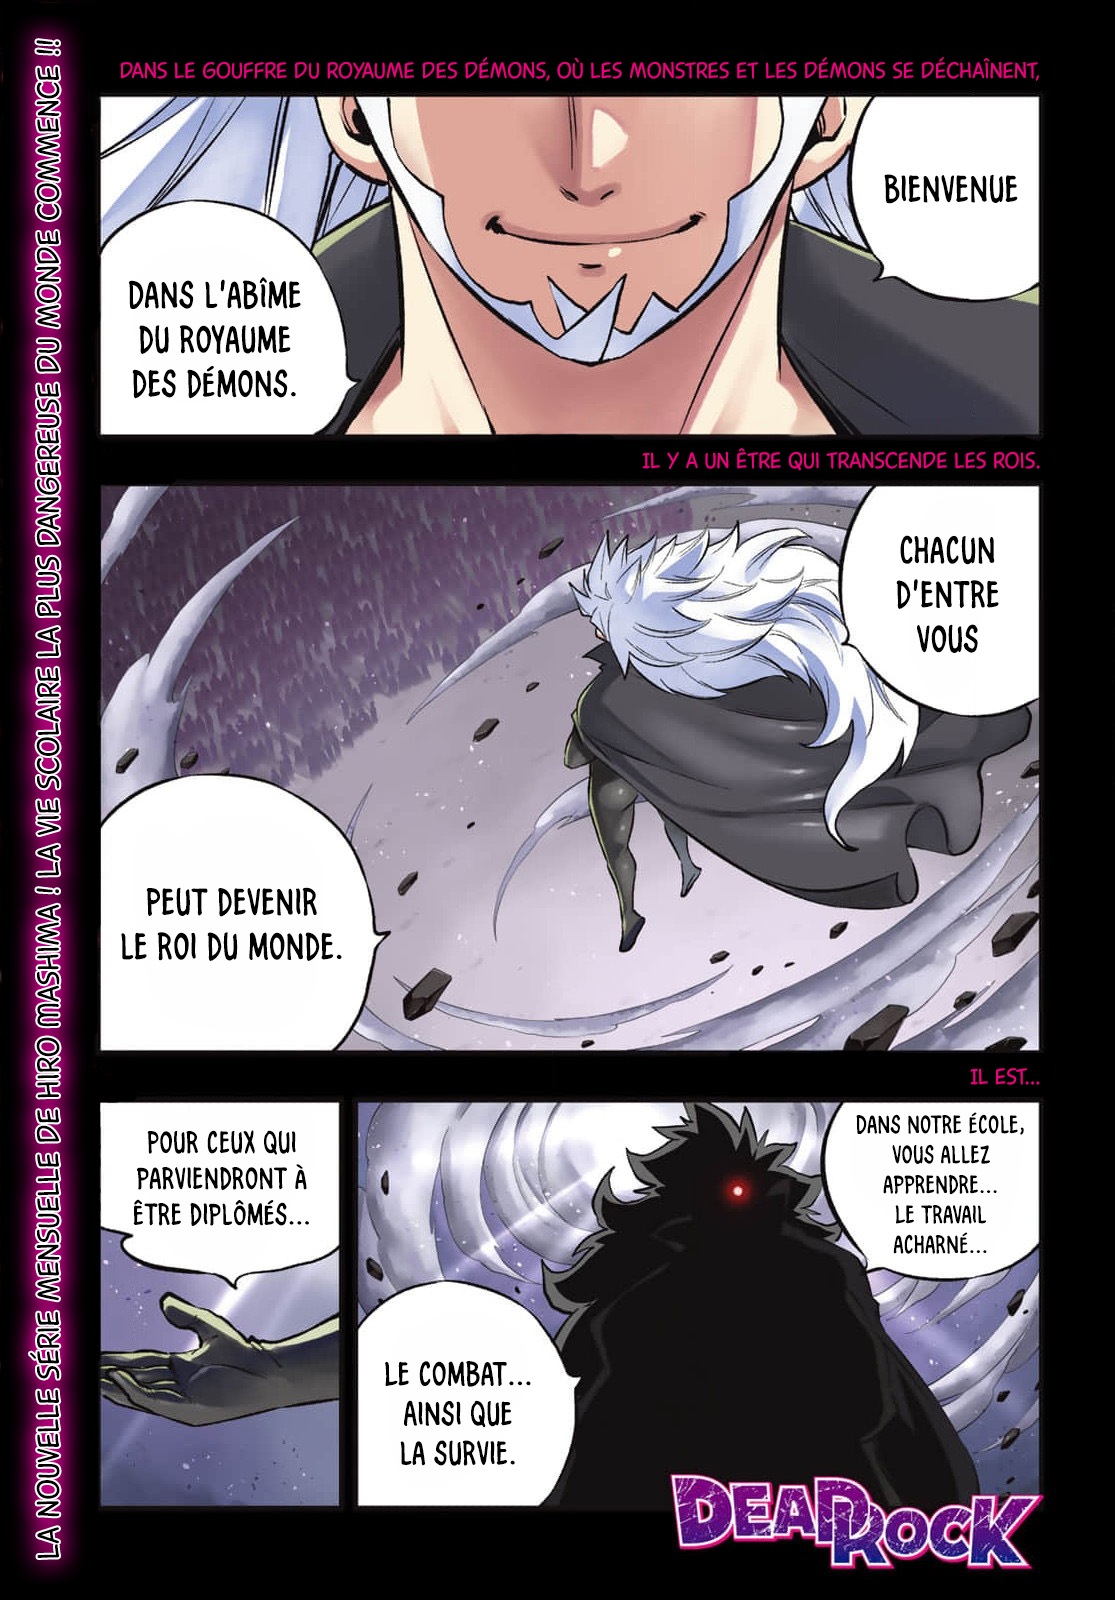 LA NOUVELLE SÉRIE MENSUELLE DE HIRO MASHIMA ! LA VIE SCOLAIRE LA PLUS DANGEREUSE DU MONDE COMMENCE !!
DANS LE GOUFFRE DU ROYAUME DES DÉMONS, OÙ LES MONSTRES ET LES DÉMONS SE DÉCHAÎNENT,
BIENVENUE
DANS L'ABÎME
DU ROYAUME
DES DÉMONS.
IL Y A UN ÊTRE QUI TRANSCENDE LES ROIS.
CHACUN
D'ENTRE
VOUS
PEUT DEVENIR
LE ROI DU MONDE.
IL EST...
POUR CEUX QUI
PARVIENDRONT À
ÊTRE DIPLÔMÉS...
DANS NOTRE ÉCOLE,
VOUS ALLEZ
APPRENDRE...
LE TRAVAIL
ACHARNÉ...
LE COMBAT...
AINSI QUE
LA SURVIE.
DEAD ROCK